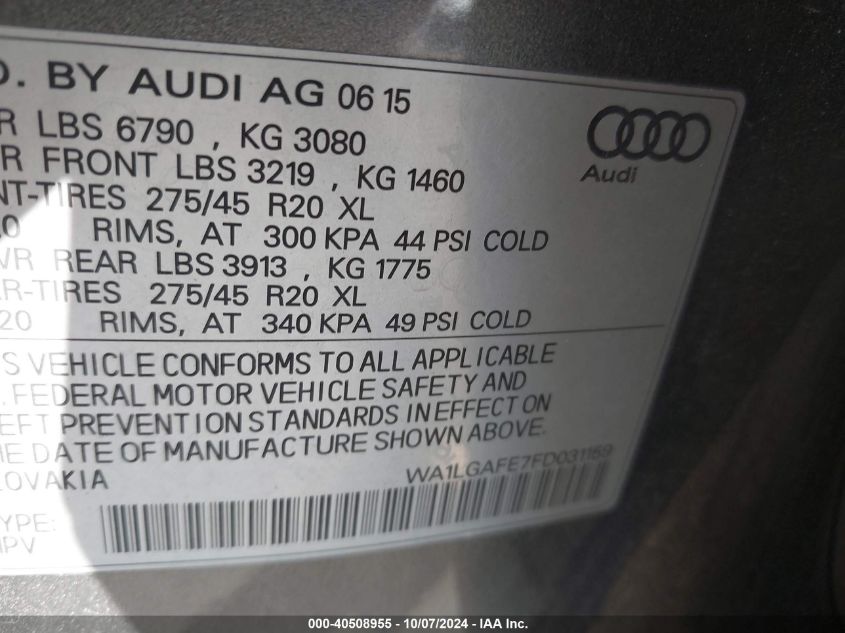 D. BY AUDI AG 06 15
R LBS 6790 , KG 3080
R FRONT LBS 3219 , KG 1460
NT-TIRES 275/45 R20 XL
0 RIMS, AT 300 KPA 44 PSI COLD
WR REAR LBS 3913 , KG 1775
R-TIRES 275/45 R20 XL
20 RIMS, AT 340 KPA 49 PSI COLD
Audi
S VEHICLE CONFORMS TO ALL APPLICABLE
. FEDERAL MOTOR VEHICLE SAFETY AND
EFT PREVENTION STANDARDS IN EFFECT ON
E DATE OF MANUFACTURE SHOWN ABOVE.
LOVAKIA
WA1LGAFE7FD031159
YPE:
MPV
000-40508955 - 10/07/2024 - IAA Inc.